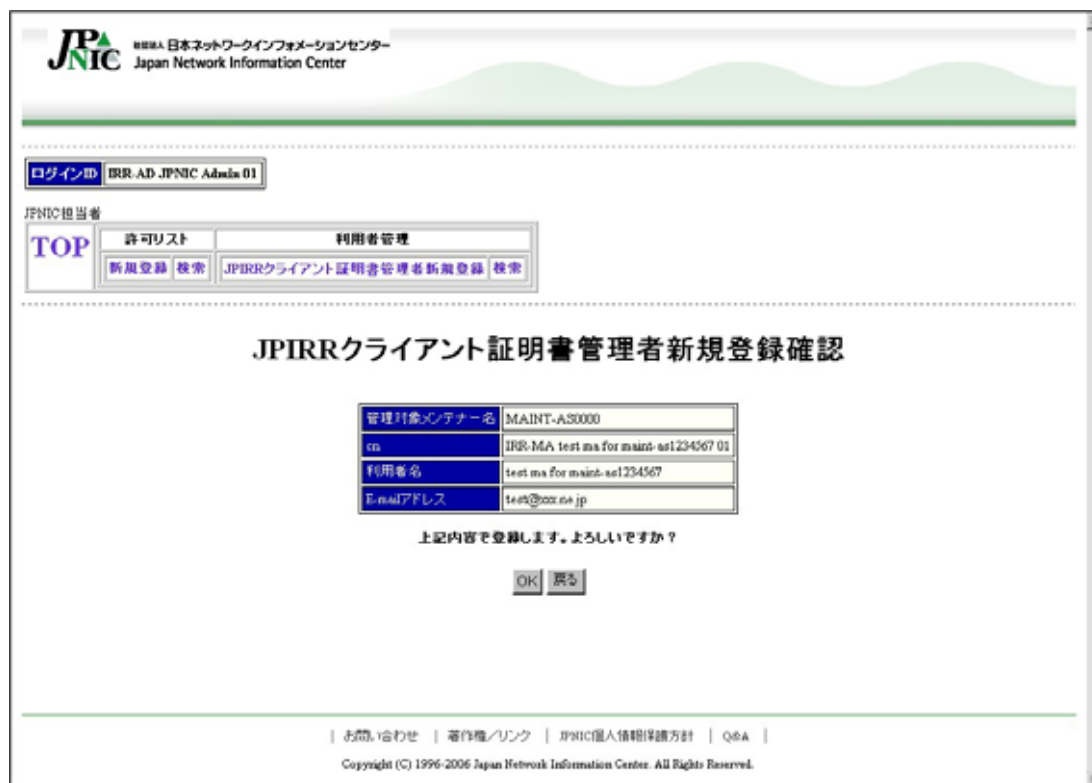 JPNIC
社団法人 日本ネットワークインフォメーションセンター
Japan Network Information Center
ログインID IRR-AD JPNIC Admin 01
JPNIC担当者
TOP 許可リスト 利用者管理
新規登録 検索 JPIRRクライアント証明書管理者新規登録 検索
JPIRRクライアント証明書管理者新規登録確認
管理対象メンテナー名 MAINT-AS0000
cn IRR-MA test ma for maint-as1234567 01
利用者名 test ma for maint-as1234567
E-mailアドレス test@xxx.ne.jp
上記内容で登録します。よろしいですか？
OK 戻る
| お問い合わせ | 著作権／リンク | JPNIC個人情報保護方針 | Q&A |
Copyright (C) 1996-2006 Japan Network Information Center. All Rights Reserved.